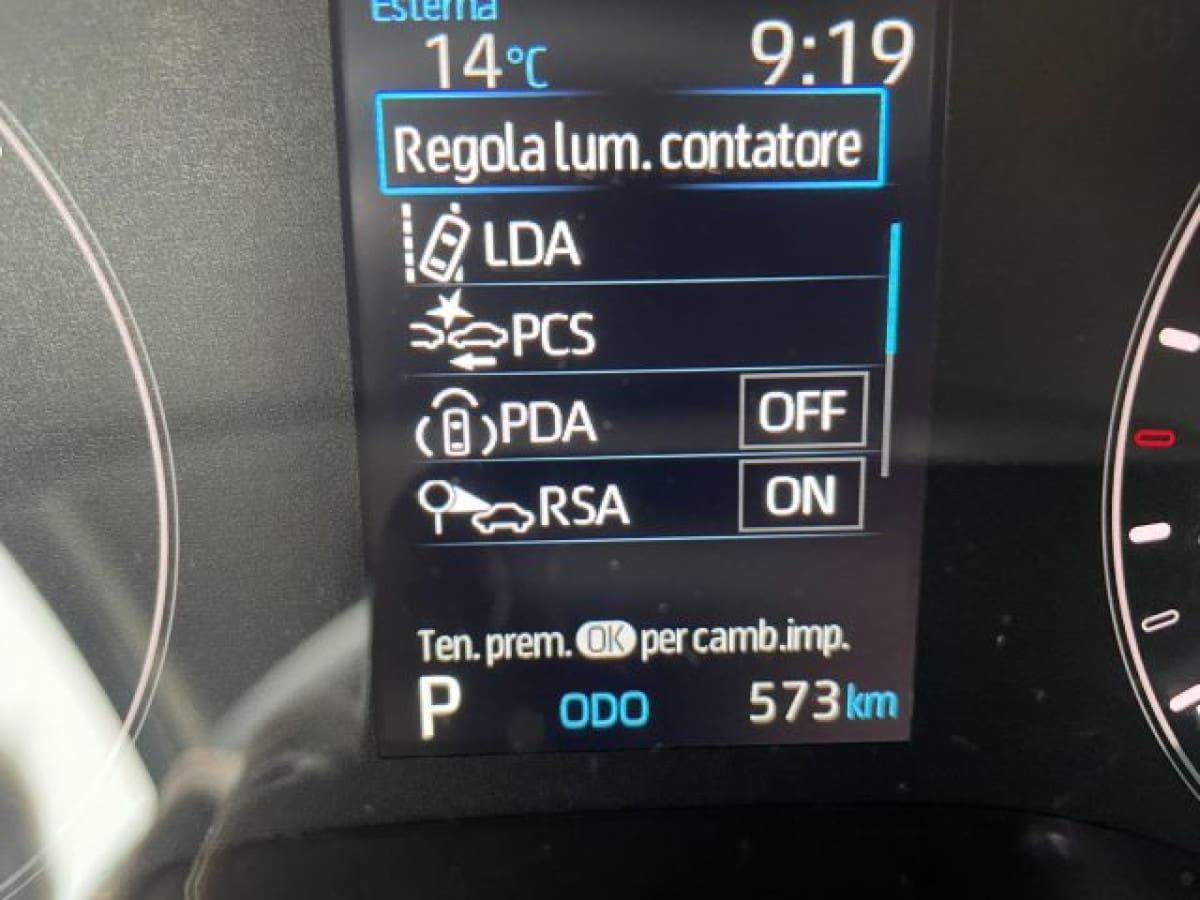 Esterna
14°C 9:19
Regola lum. contatore
LDA
PCS
PDA OFF
RSA ON
Ten. prem. OK per camb.imp.
P ODO 573 km